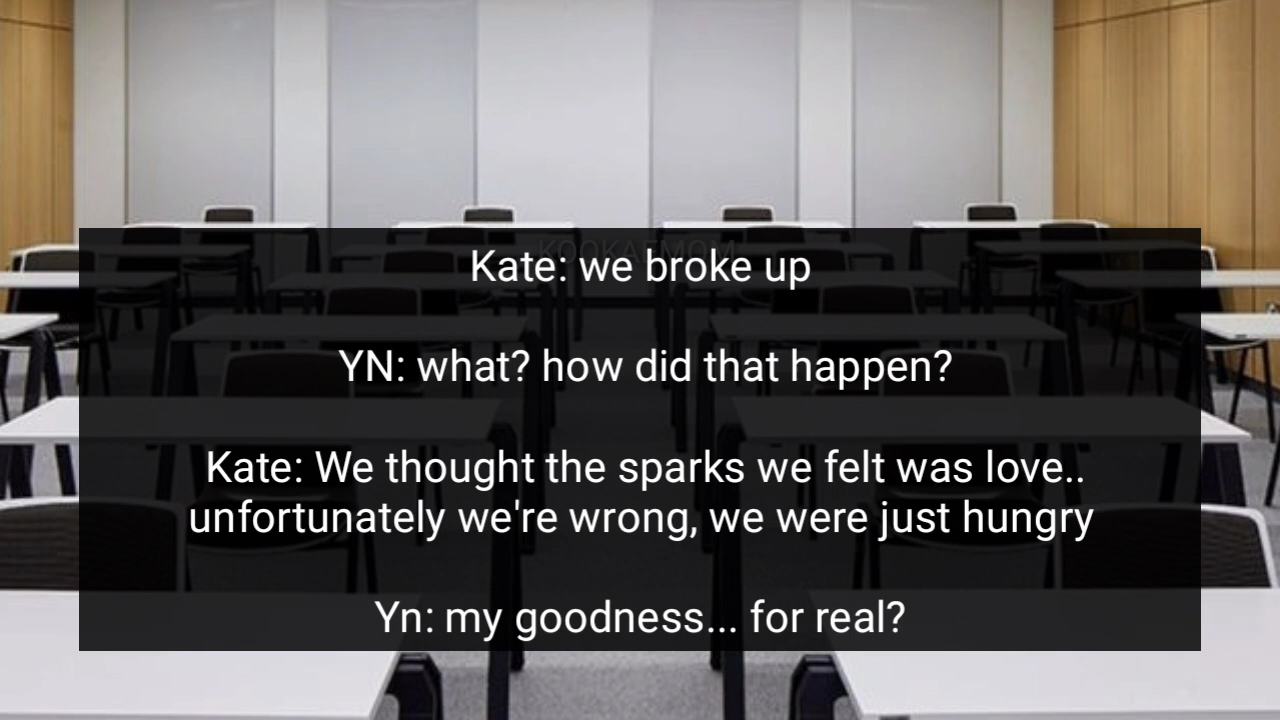 KOOKAEMOM
Kate: we broke up
YN: what? how did that happen?
Kate: We thought the sparks we felt was love..
unfortunately we're wrong, we were just hungry
Yn: my goodness... for real?